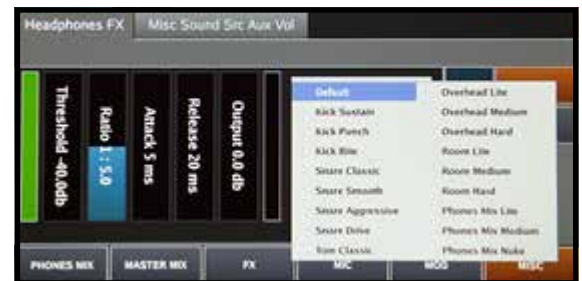 Headphones FX
Misc Sound Src Aux Vol
Threshold -40.0db
Ratio 1 : 5.0
Attack 5 ms
Release 20 ms
Output 0.0 db
Default
Kick Sustain
Kick Punch
Kick Bite
Snare Classic
Snare Smooth
Snare Aggressive
Snare Drive
Tom Classic
Overhead Lite
Overhead Medium
Overhead Hard
Room Lite
Room Medium
Room Hard
Phones Mix Lite
Phones Mix Medium
Phones Mix Nuke
PHONES MIX
MASTER MIX
FX
MIC
MOD
MISC